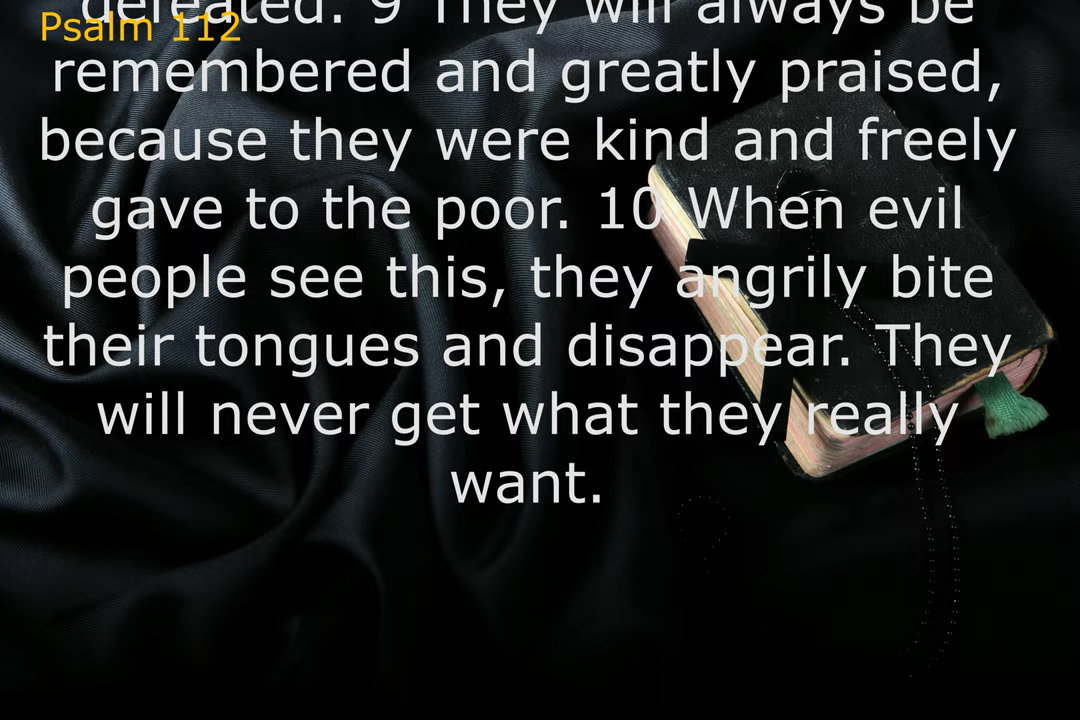 Psalm 112
defeated. 9 They will always be
remembered and greatly praised,
because they were kind and freely
gave to the poor. 10 When evil
people see this, they angrily bite
their tongues and disappear. They
will never get what they really
want.